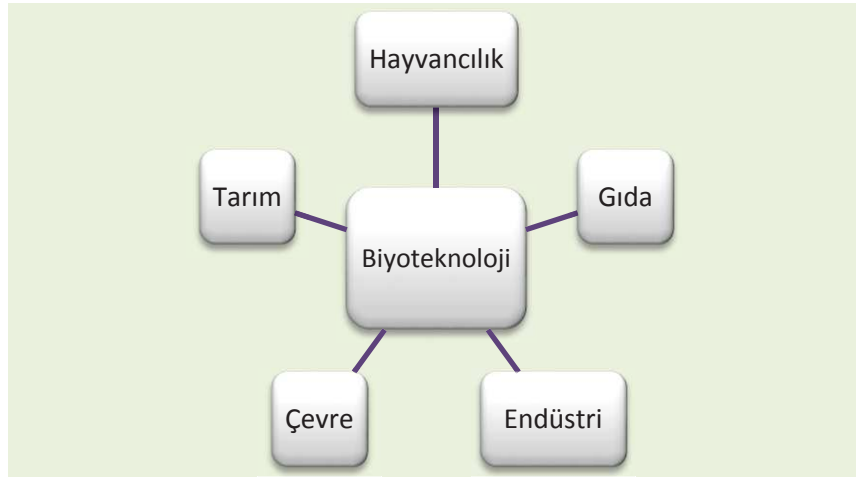 Hayvancılık
Tarım
Gıda
Biyoteknoloji
Çevre
Endüstri